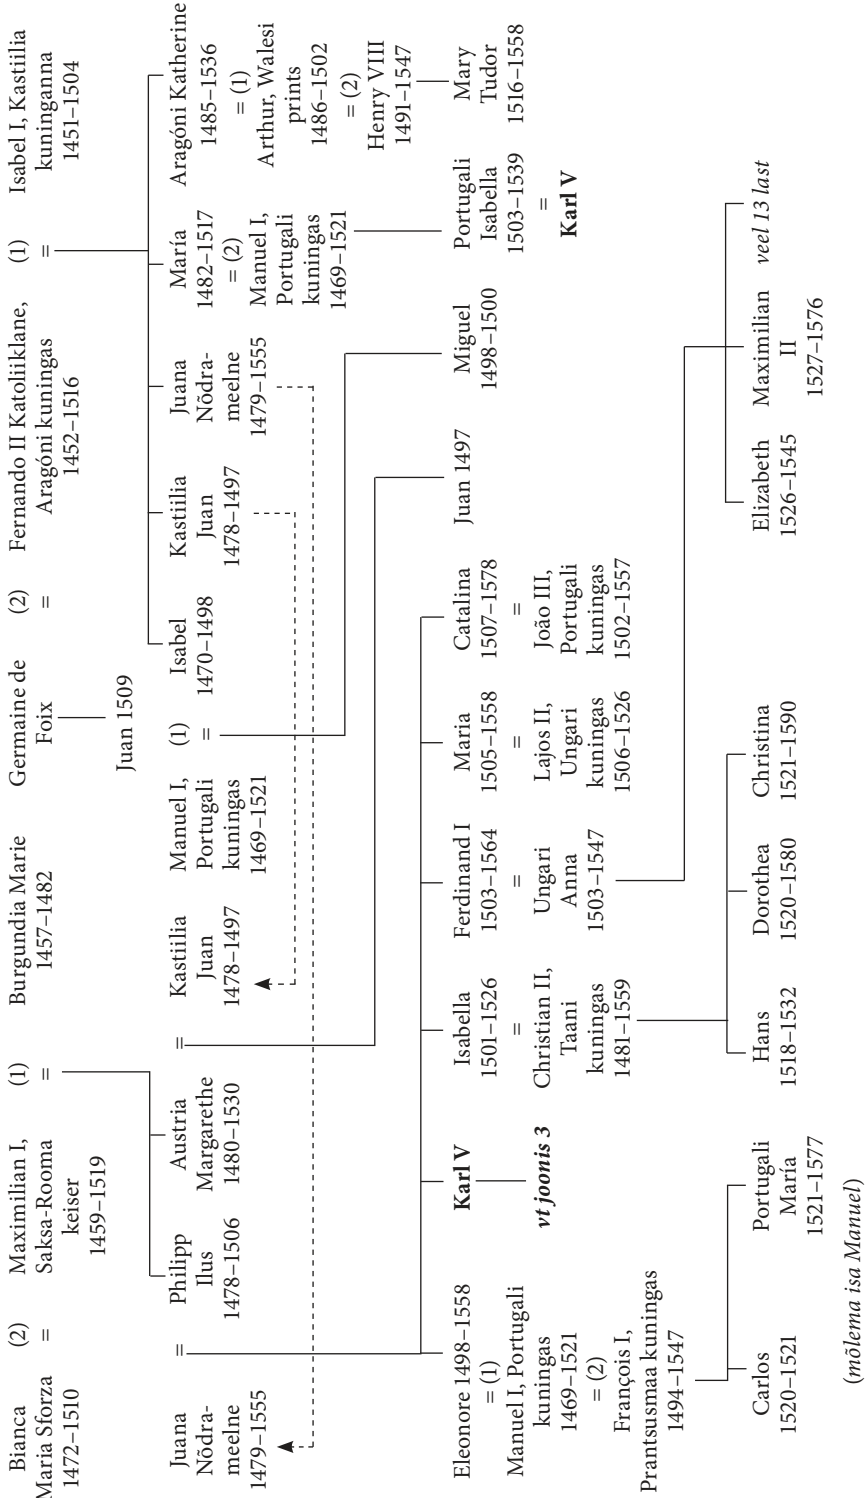 Bianca
Maria Sforza
1472–1510
(2)
=
Maximilian I,
Saksa-Rooma
keiser
1459–1519
(1)
=
Burgundia Marie
1457–1482
Germaine de
Foix
(2)
=
Fernando II Katoliiklane,
Aragóni kuningas
1452–1516
(1)
=
Isabel I, Kastiilia
kuninganna
1451–1504
Juan 1509
Juana
Nõdra-
meelne
1479–1555
=
Philipp
Ilus
1478–1506
Austria
Margarethe
1480–1530
=
Kastiilia
Juan
1478–1497
Manuel I,
Portugali
kuningas
1469–1521
(1)
=
Isabel
1470–1498
Kastiilia
Juan
1478–1497
Juana
Nõdra-
meelne
1479–1555
María
1482–1517
= (2)
Manuel I,
Portugali
kuningas
1469–1521
Aragóni Katherine
1485–1536
= (1)
Arthur, Walesi
prints
1486–1502
= (2)
Henry VIII
1491–1547
Eleonore 1498–1558
= (1)
Manuel I, Portugali
kuningas
1469–1521
= (2)
François I,
Prantsusmaa kuningas
1494–1547
Karl V
vt joonis 3
Isabella
1501–1526
=
Christian II,
Taani
kuningas
1481–1559
Ferdinand I
1503–1564
=
Ungari
Anna
1503–1547
Maria
1505–1558
=
Lajos II,
Ungari
kuningas
1506–1526
Catalina
1507–1578
=
João III,
Portugali
kuningas
1502–1557
Juan 1497
Miguel
1498–1500
Portugali
Isabella
1503–1539
=
Karl V
Mary
Tudor
1516–1558
Carlos
1520–1521
Portugali
María
1521–1577
(mõlema isa Manuel)
Hans
1518–1532
Dorothea
1520–1580
Christina
1521–1590
Elizabeth
1526–1545
Maximilian
II
1527–1576
veel 13 last